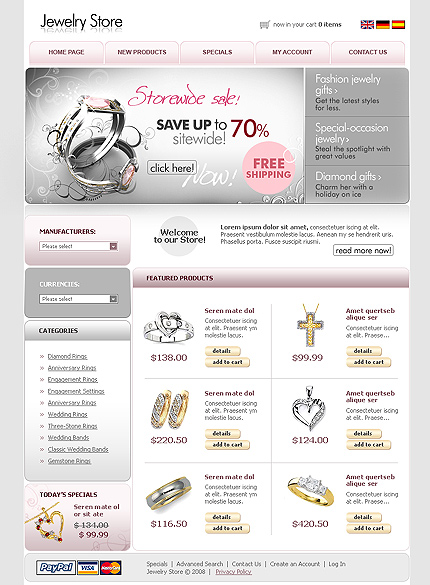 Jewelry Store
now in your cart 0 items
HOME PAGE
NEW PRODUCTS
SPECIALS
MY ACCOUNT
CONTACT US
Storewide sale!
SAVE UP to 70%
sitewide!
click here!
Now!
FREE
SHIPPING
Fashion jewelry
gifts ›
Get the latest styles
for less.
Special-occasion
jewelry ›
Steal the spotlight with
great values
Diamond gifts ›
Charm her with a
holiday on ice
MANUFACTURERS:
Please select
CURRENCIES:
Please select
CATEGORIES
Diamond Rings
Anniversary Rings
Engagement Rings
Engagement Settings
Anniversary Rings
Wedding Rings
Three-Stone Rings
Wedding Bands
Classic Wedding Bands
Gemstone Rings
TODAY'S SPECIALS
Seren mate ol
or sit ate
$ 134.00
$ 99.99
Welcome
to our Store!
Lorem ipsum dolor sit amet, consectetuer icing at elit.
Praesent vestibulum molestie lacus. Aenean my se hendrerit uris.
Phaselus porta. Fusce suscipit riusmi.
read more now!
FEATURED PRODUCTS
Seren mate dol
Consectetuer iscing
at elit. Praesent ym
molestie lacus.
$138.00
details
add to cart
Amet quertseb
alique ser
Consectetuer iscing at
elit. Praese...
$99.99
details
add to cart
Seren mate dol
Consectetuer iscing
at elit. Praesent ym
molestie lacus.
$220.50
details
add to cart
Amet quertseb
alique ser
Consectetuer iscing at
elit. Praese...
$124.00
details
add to cart
Seren mate dol
Consectetuer iscing
at elit. Praesent ym
molestie lacus.
$116.50
details
add to cart
Amet quertseb
alique ser
Consectetuer iscing at
elit. Praese...
$420.50
details
add to cart
PayPal
VISA
MasterCard
Specials | Advanced Search | Contact Us | Create an Account | Log In
Jewelry Store © 2008 | Privacy Policy